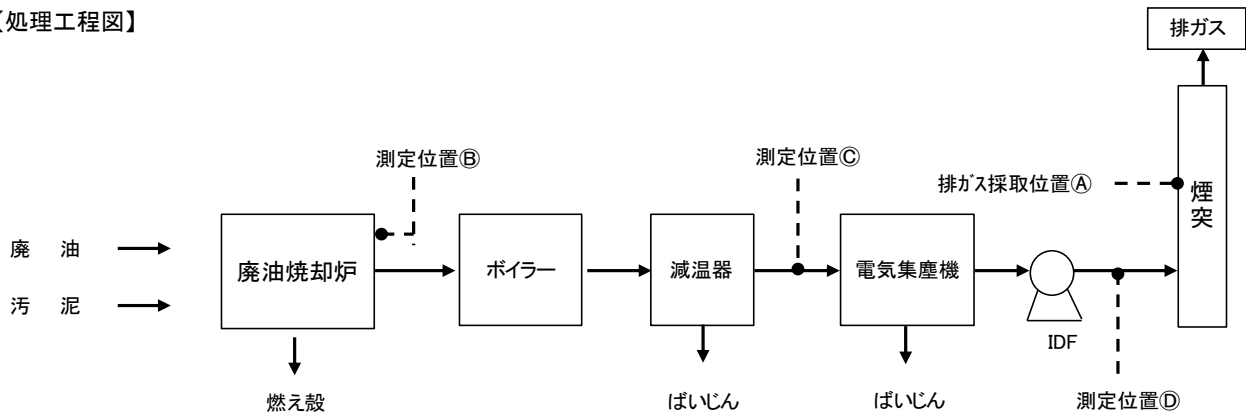 【処理工程図】
排ガス
測定位置Ⓑ
測定位置Ⓒ
排ガス採取位置Ⓐ
煙突
廃　油
汚　泥
廃油焼却炉
ボイラー
減温器
電気集塵機
IDF
燃え殻
ばいじん
ばいじん
測定位置Ⓓ